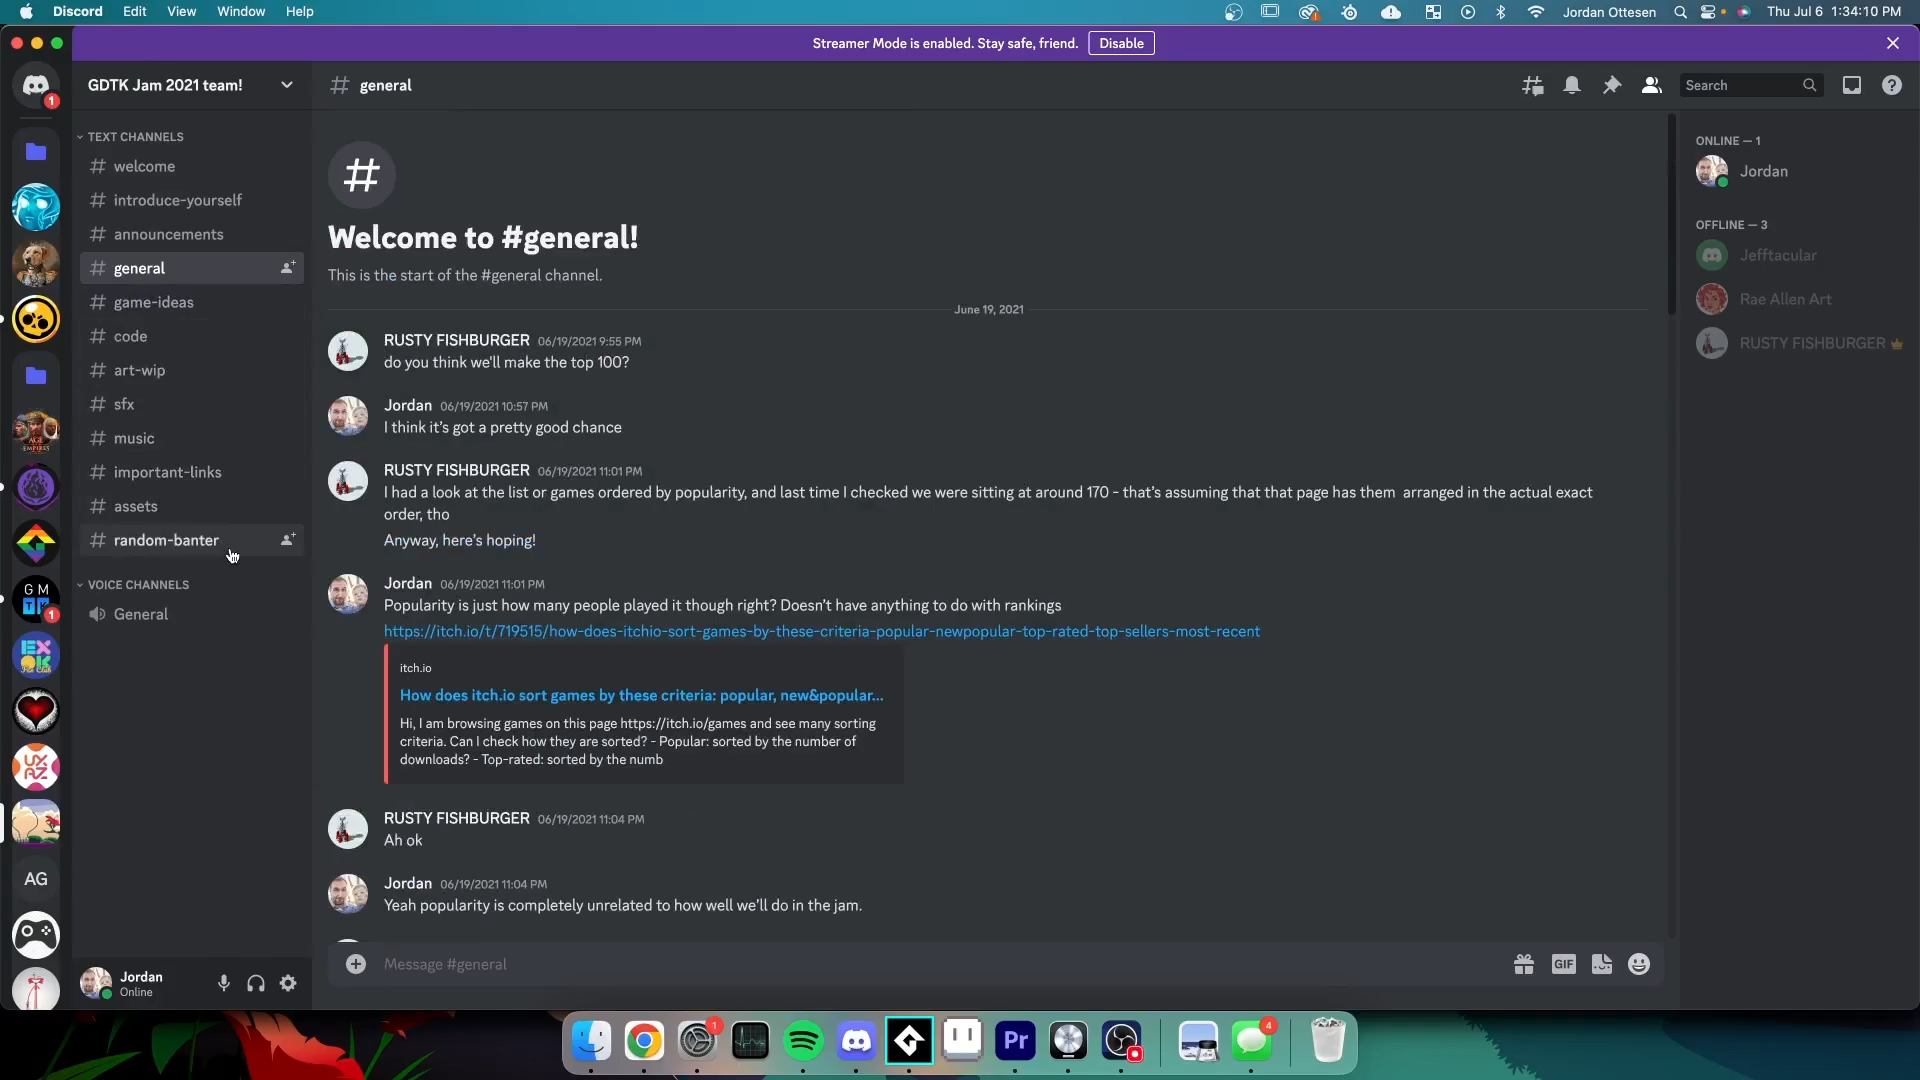 Discord Edit View Window Help
Jordan Ottesen Thu Jul 6 1:34:10 PM
Streamer Mode is enabled. Stay safe, friend. Disable
GDTK Jam 2021 team!
general
Search
TEXT CHANNELS
welcome
introduce-yourself
announcements
general
game-ideas
code
art-wip
sfx
music
important-links
assets
random-banter
VOICE CHANNELS
General
Welcome to #general!
This is the start of the #general channel.
June 19, 2021
RUSTY FISHBURGER 06/19/2021 9:55 PM
do you think we'll make the top 100?
Jordan 06/19/2021 10:57 PM
I think it's got a pretty good chance
RUSTY FISHBURGER 06/19/2021 11:01 PM
I had a look at the list or games ordered by popularity, and last time I checked we were sitting at around 170 - that's assuming that that page has them arranged in the actual exact
order, tho
Anyway, here's hoping!
Jordan 06/19/2021 11:01 PM
Popularity is just how many people played it though right? Doesn't have anything to do with rankings
https://itch.io/t/719515/how-does-itchio-sort-games-by-these-criteria-popular-newpopular-top-rated-top-sellers-most-recent
itch.io
How does itch.io sort games by these criteria: popular, new&popular...
Hi, I am browsing games on this page https://itch.io/games and see many sorting
criteria. Can I check how they are sorted? - Popular: sorted by the number of
downloads? - Top-rated: sorted by the numb
RUSTY FISHBURGER 06/19/2021 11:04 PM
Ah ok
Jordan 06/19/2021 11:04 PM
Yeah popularity is completely unrelated to how well we'll do in the jam.
Message #general
GIF
ONLINE — 1
Jordan
OFFLINE — 3
Jefftacular
Rae Allen Art
RUSTY FISHBURGER
1
AGE
EMPIRES
GM
TK
1
EX
OK
UX
AZ
AG
Jordan
Online
1
Pr
4